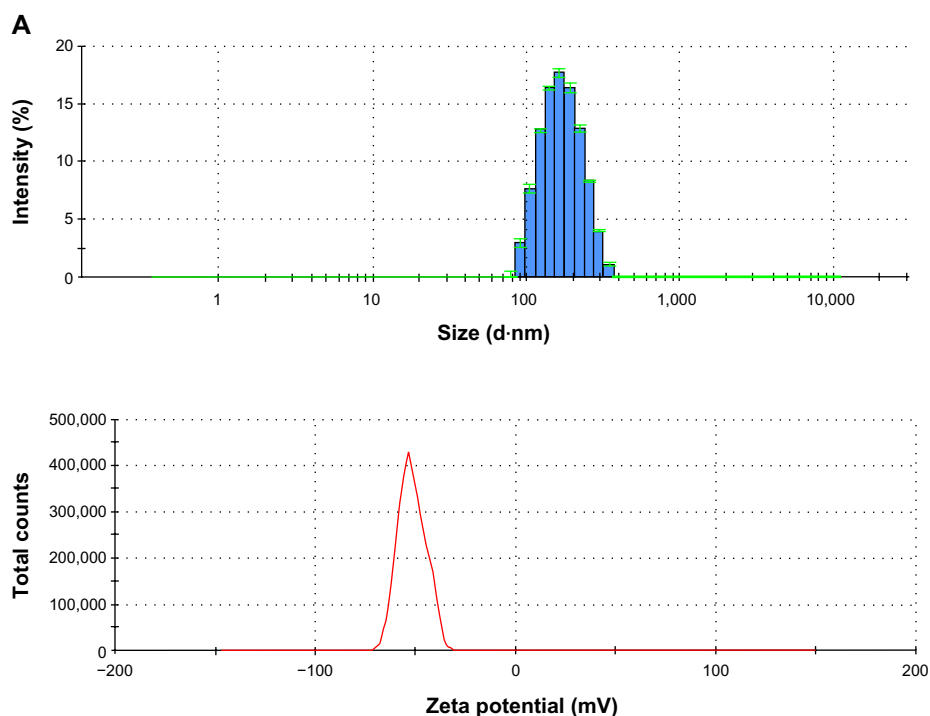 A
20
15
10
5
0
Intensity (%)
1 10 100 1,000 10,000
Size (d·nm)
500,000
400,000
300,000
200,000
100,000
0
Total counts
−200 −100 0 100 200
Zeta potential (mV)